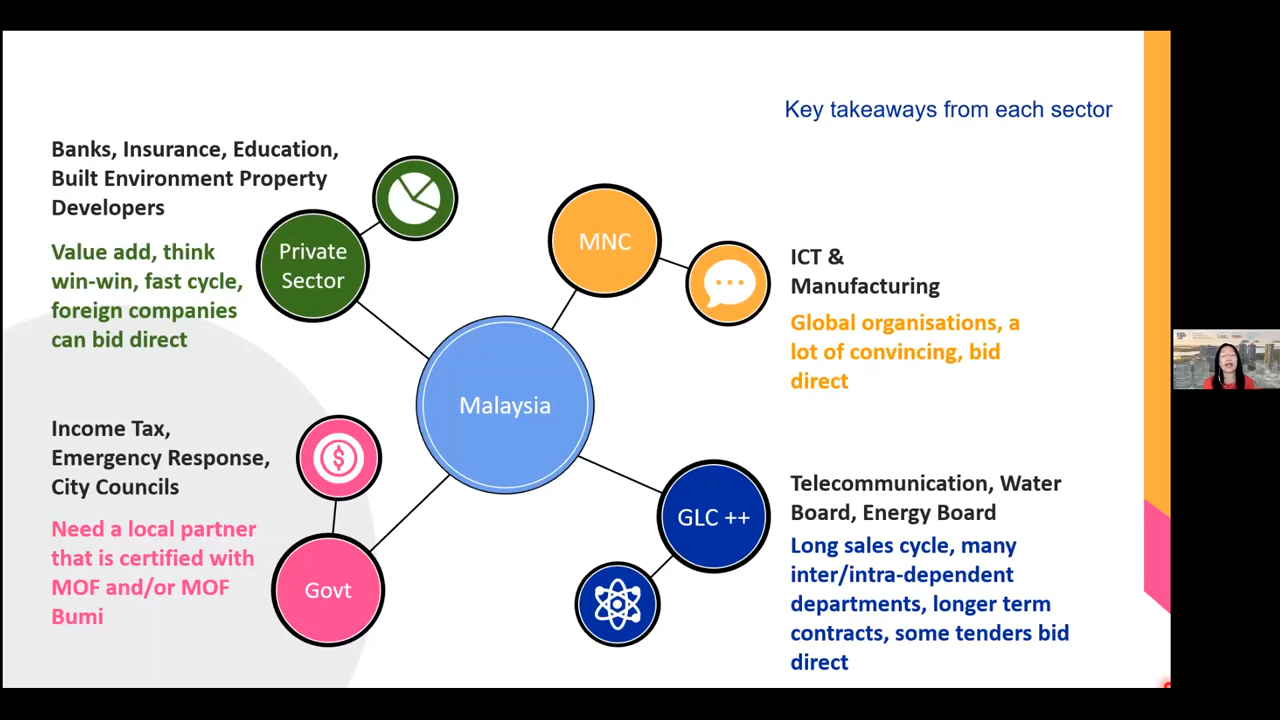 Key takeaways from each sector
Banks, Insurance, Education,
Built Environment Property
Developers
Value add, think
win-win, fast cycle,
foreign companies
can bid direct
Private
Sector
MNC
ICT &
Manufacturing
Global organisations, a
lot of convincing, bid
direct
Malaysia
Income Tax,
Emergency Response,
City Councils
Need a local partner
that is certified with
MOF and/or MOF
Bumi
Govt
GLC ++
Telecommunication, Water
Board, Energy Board
Long sales cycle, many
inter/intra-dependent
departments, longer term
contracts, some tenders bid
direct